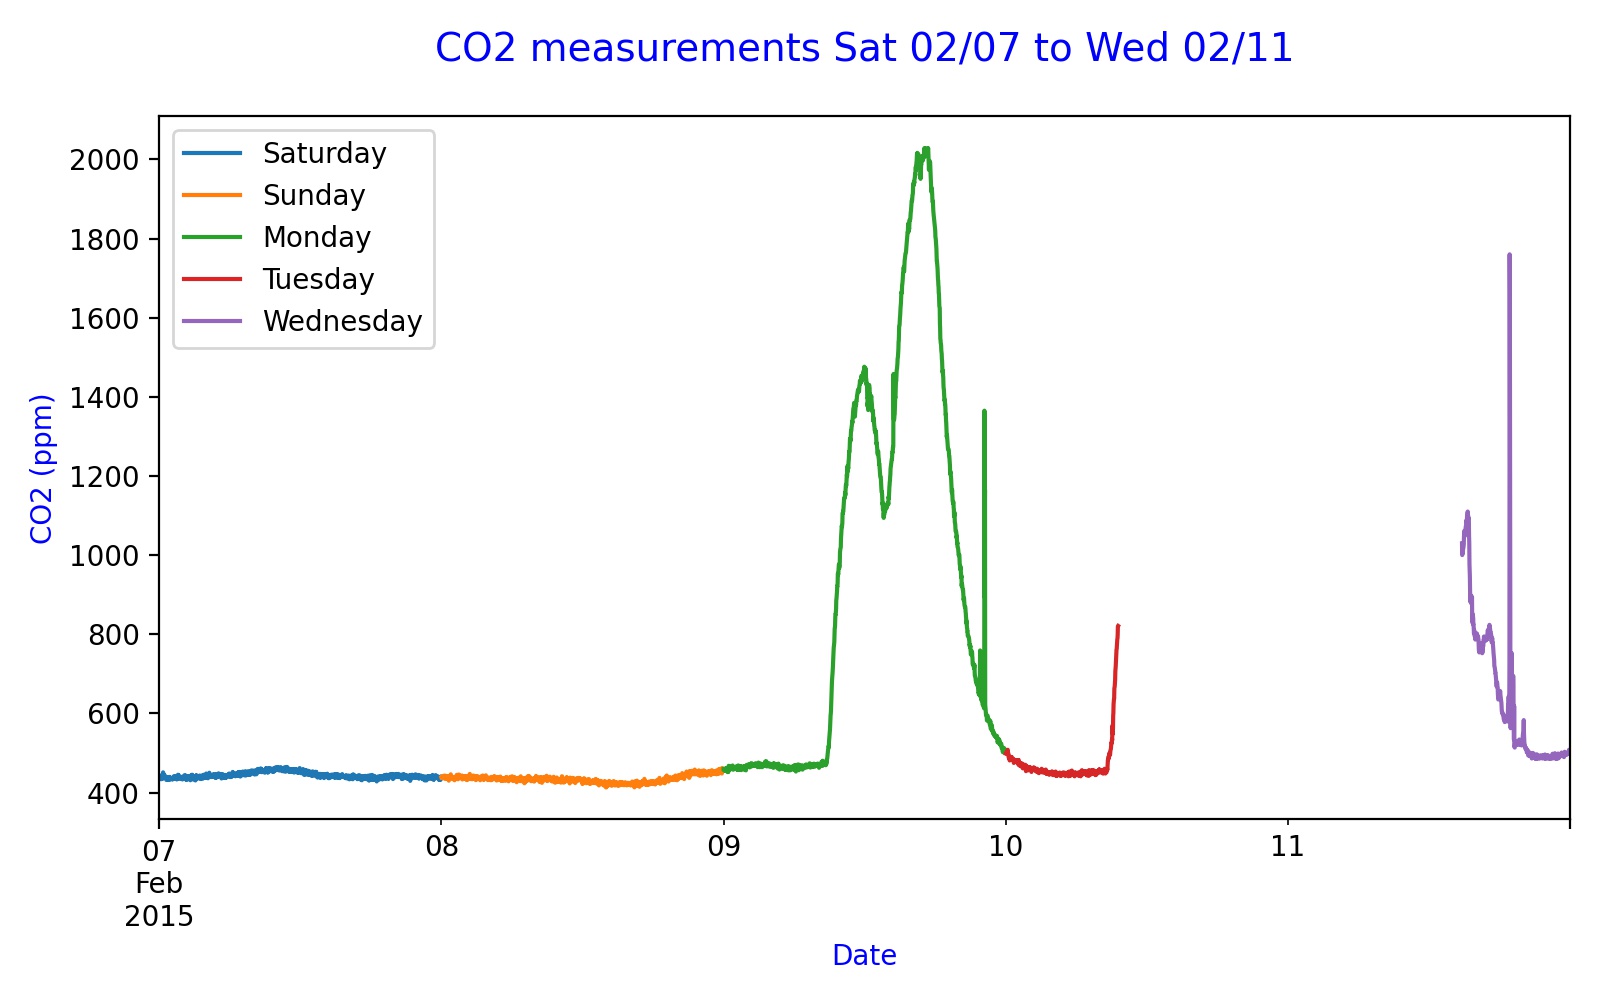 CO2 measurements Sat 02/07 to Wed 02/11
Saturday
Sunday
Monday
Tuesday
Wednesday
2000
1800
1600
1400
1200
1000
800
600
400
CO2 (ppm)
07
Feb
2015
08
09
10
11
Date